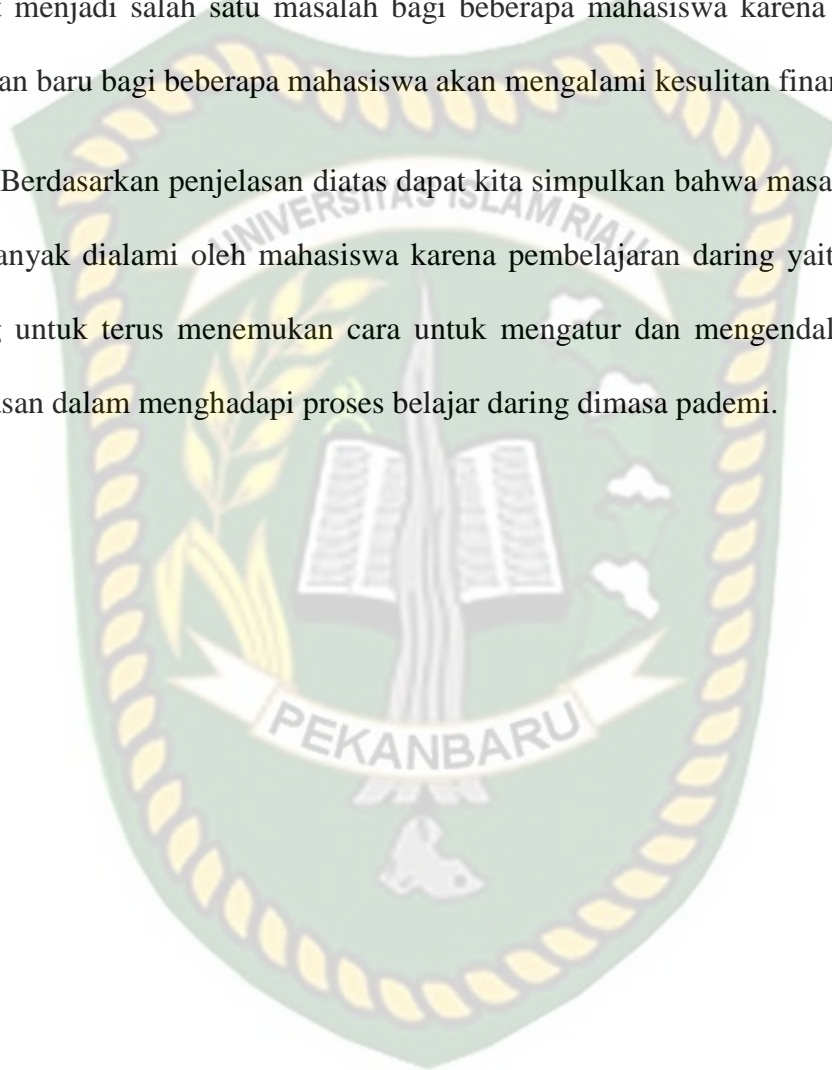 menjadi salah satu masalah bagi beberapa mahasiswa karena
an baru bagi beberapa mahasiswa akan mengalami kesulitan finan
Berdasarkan penjelasan diatas dapat kita simpulkan bahwa masa
anyak dialami oleh mahasiswa karena pembelajaran daring yait
untuk terus menemukan cara untuk mengatur dan mengendal
san dalam menghadapi proses belajar daring dimasa pademi.
UNIVERSITAS ISLAM RIAU
PEKANBARU